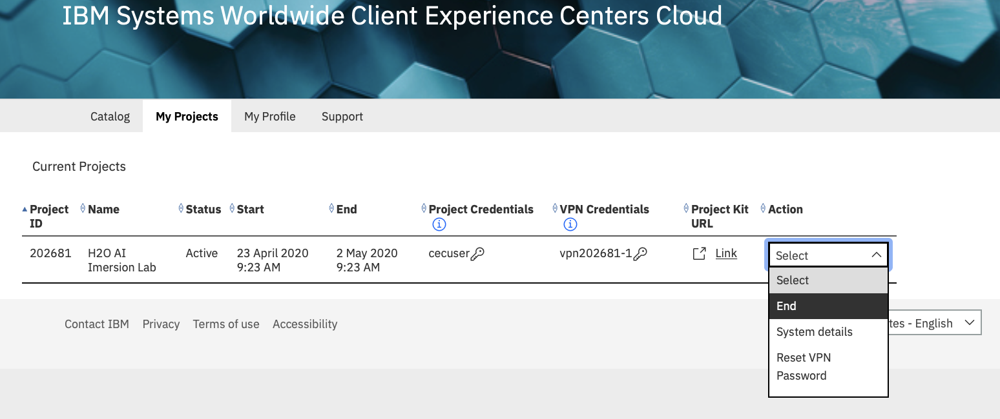 IBM Systems Worldwide Client Experience Centers Cloud
Catalog My Projects My Profile Support
Current Projects
Project ID Name Status Start End Project Credentials VPN Credentials Project Kit URL Action
202681 H2O AI Imersion Lab Active 23 April 2020 9:23 AM 2 May 2020 9:23 AM cecuser vpn202681-1 Link Select
Select
End
System details
Reset VPN
Password
Contact IBM Privacy Terms of use Accessibility
tes - English